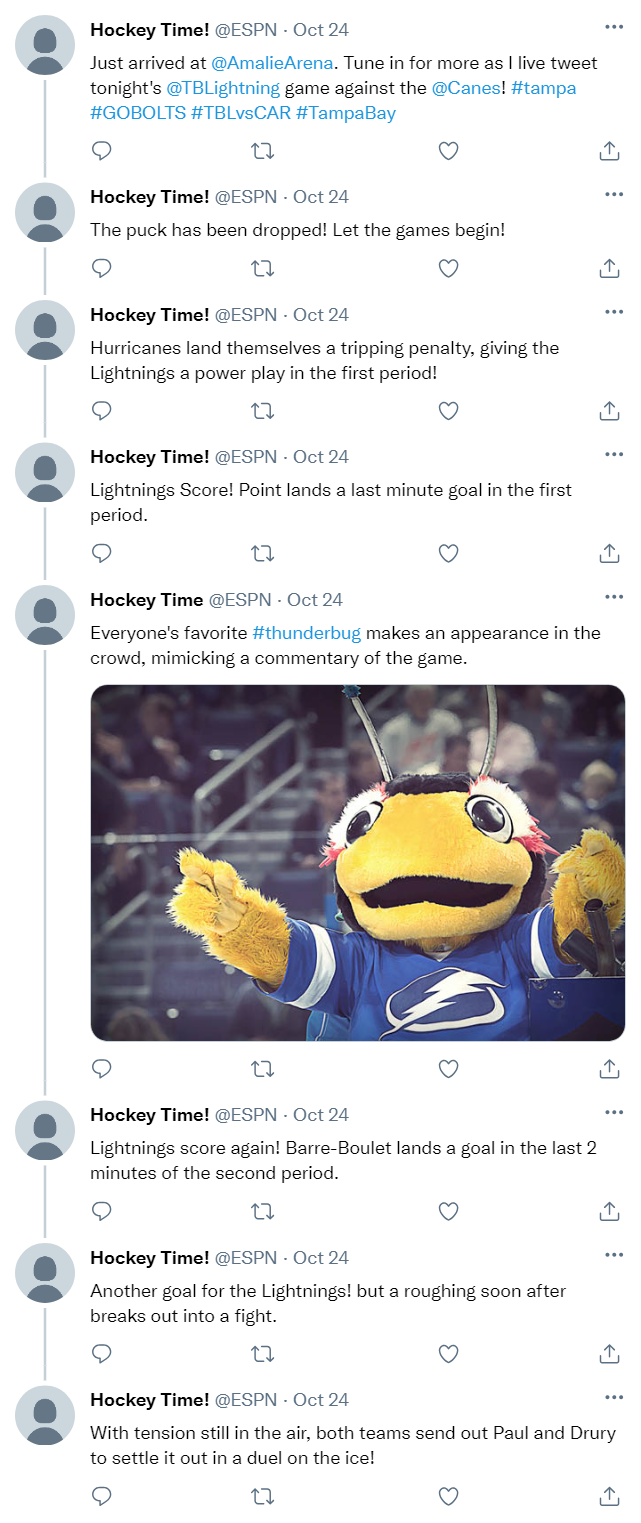 Hockey Time! @ESPN · Oct 24
Just arrived at @AmalieArena. Tune in for more as I live tweet
tonight's @TBLightning game against the @Canes! #tampa
#GOBOLTS #TBLvsCAR #TampaBay
Hockey Time! @ESPN · Oct 24
The puck has been dropped! Let the games begin!
Hockey Time! @ESPN · Oct 24
Hurricanes land themselves a tripping penalty, giving the
Lightnings a power play in the first period!
Hockey Time! @ESPN · Oct 24
Lightnings Score! Point lands a last minute goal in the first
period.
Hockey Time @ESPN · Oct 24
Everyone's favorite #thunderbug makes an appearance in the
crowd, mimicking a commentary of the game.
Hockey Time! @ESPN · Oct 24
Lightnings score again! Barre-Boulet lands a goal in the last 2
minutes of the second period.
Hockey Time! @ESPN · Oct 24
Another goal for the Lightnings! but a roughing soon after
breaks out into a fight.
Hockey Time! @ESPN · Oct 24
With tension still in the air, both teams send out Paul and Drury
to settle it out in a duel on the ice!